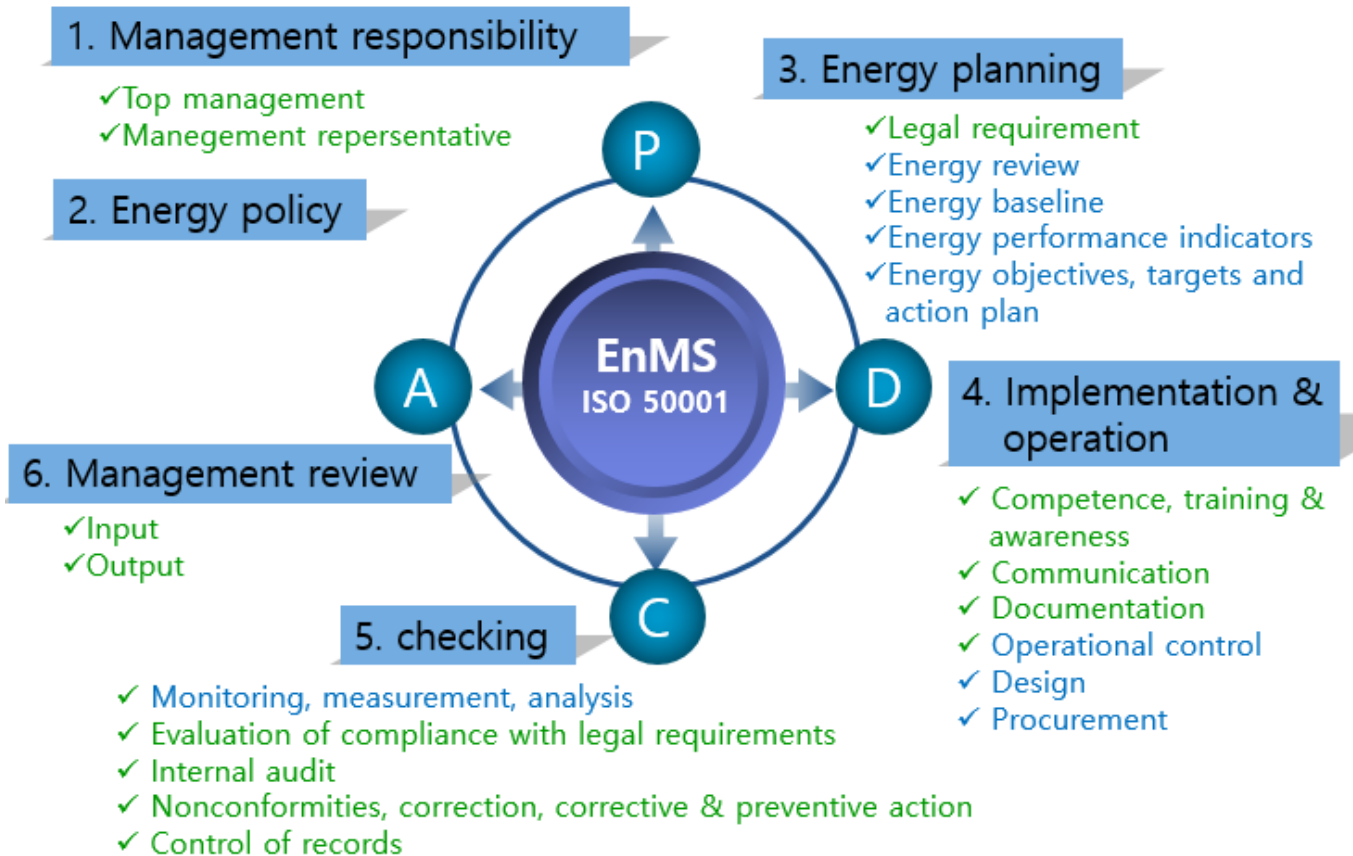 1. Management responsibility
✓Top management
✓Manegement repersentative
2. Energy policy
3. Energy planning
✓Legal requirement
✓Energy review
✓Energy baseline
✓Energy performance indicators
✓Energy objectives, targets and
action plan
P
A
EnMS
ISO 50001
D
4. Implementation &
operation
✓ Competence, training &
awareness
✓ Communication
✓ Documentation
✓ Operational control
✓ Design
✓ Procurement
6. Management review
✓Input
✓Output
C
5. checking
✓ Monitoring, measurement, analysis
✓ Evaluation of compliance with legal requirements
✓ Internal audit
✓ Nonconformities, correction, corrective & preventive action
✓ Control of records